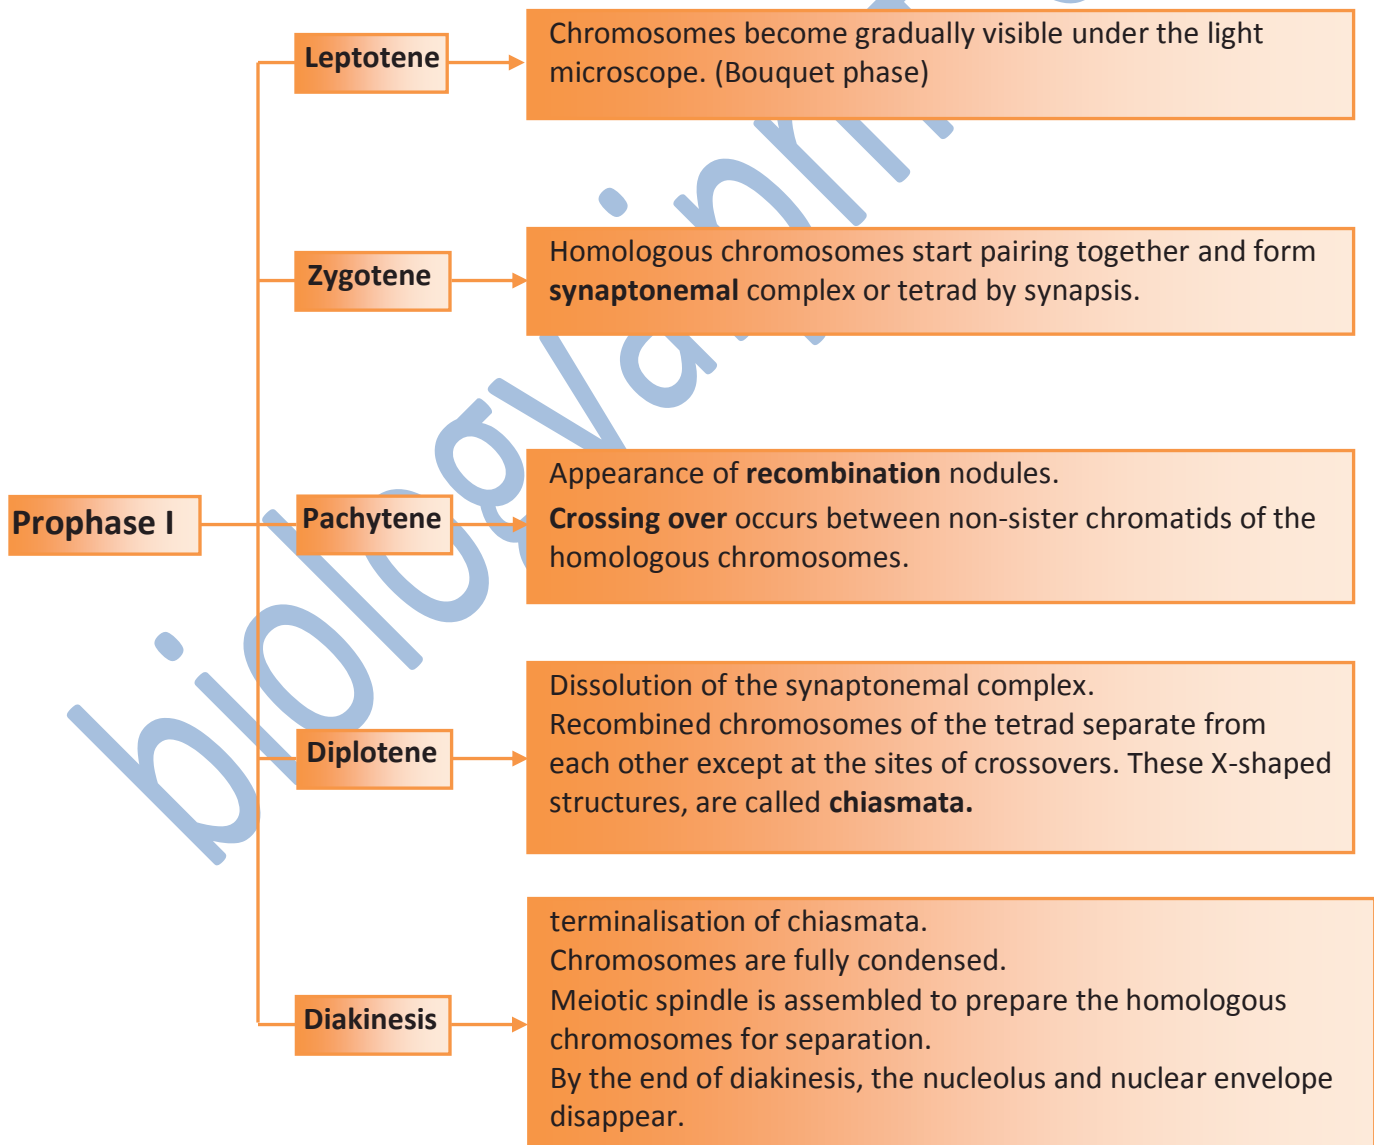 Leptotene
Chromosomes become gradually visible under the light
microscope. (Bouquet phase)
Zygotene
Homologous chromosomes start pairing together and form
synaptonemal complex or tetrad by synapsis.
Prophase I
Pachytene
Appearance of recombination nodules.
Crossing over occurs between non-sister chromatids of the
homologous chromosomes.
Diplotene
Dissolution of the synaptonemal complex.
Recombined chromosomes of the tetrad separate from
each other except at the sites of crossovers. These X-shaped
structures, are called chiasmata.
Diakinesis
terminalisation of chiasmata.
Chromosomes are fully condensed.
Meiotic spindle is assembled to prepare the homologous
chromosomes for separation.
By the end of diakinesis, the nucleolus and nuclear envelope
disappear.